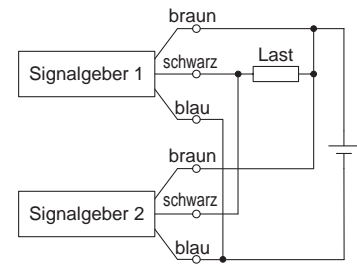 braun
Last
schwarz
Signalgeber 1
blau
braun
schwarz
Signalgeber 2
blau